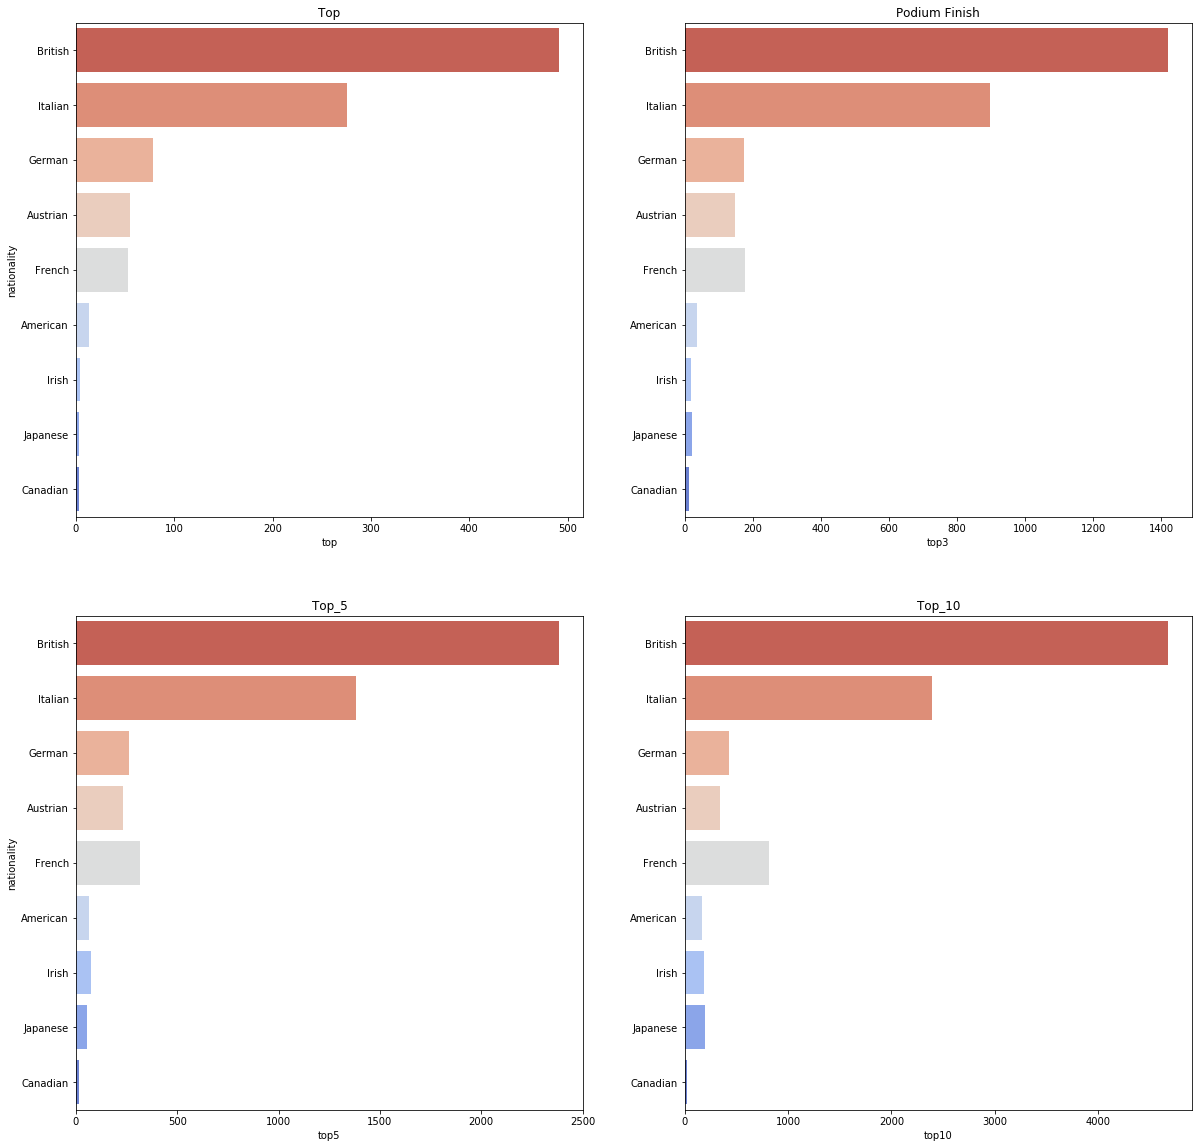 Top
British
Italian
German
Austrian
French
American
Irish
Japanese
Canadian
nationality
0 100 200 300 400 500
top
Podium Finish
British
Italian
German
Austrian
French
American
Irish
Japanese
Canadian
0 200 400 600 800 1000 1200 1400
top3
Top_5
British
Italian
German
Austrian
French
American
Irish
Japanese
Canadian
nationality
0 500 1000 1500 2000 2500
top5
Top_10
British
Italian
German
Austrian
French
American
Irish
Japanese
Canadian
0 1000 2000 3000 4000
top10